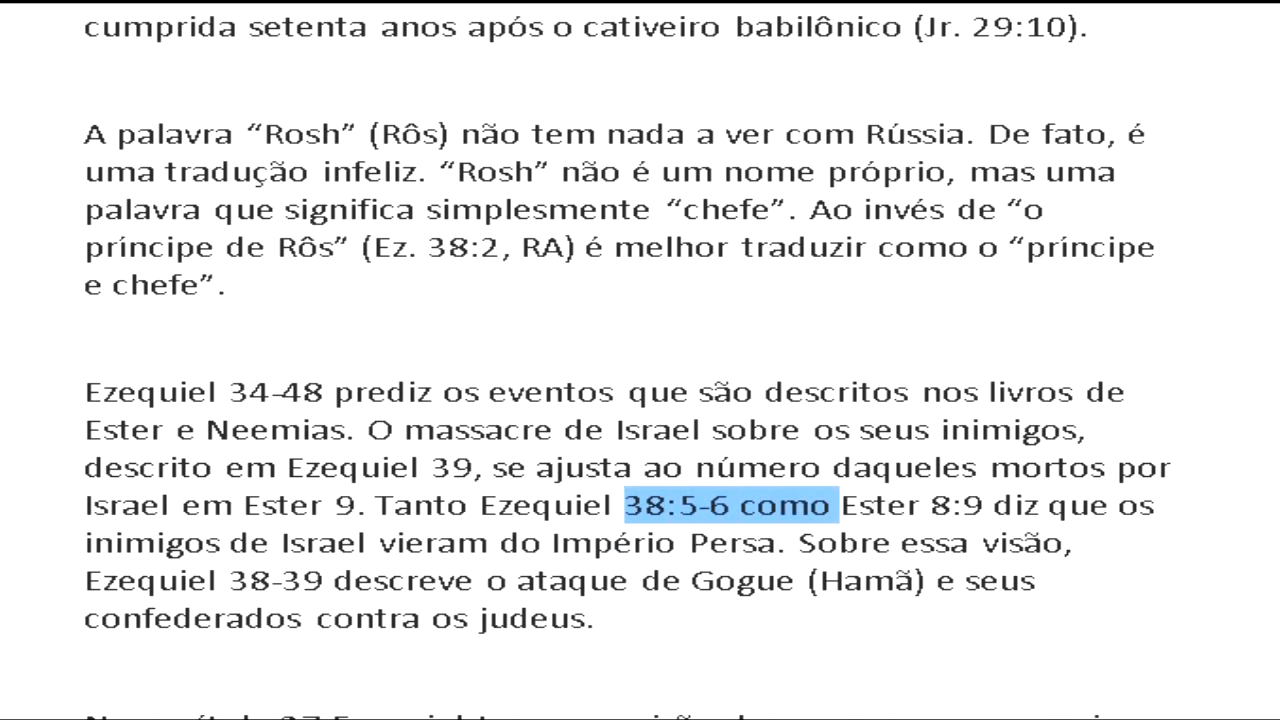 cumprida setenta anos após o cativeiro babilônico (Jr. 29:10).
A palavra “Rosh” (Rôs) não tem nada a ver com Rússia. De fato, é
uma tradução infeliz. “Rosh” não é um nome próprio, mas uma
palavra que significa simplesmente “chefe”. Ao invés de “o
príncipe de Rôs” (Ez. 38:2, RA) é melhor traduzir como o “príncipe
e chefe”.
Ezequiel 34-48 prediz os eventos que são descritos nos livros de
Ester e Neemias. O massacre de Israel sobre os seus inimigos,
descrito em Ezequiel 39, se ajusta ao número daqueles mortos por
Israel em Ester 9. Tanto Ezequiel 38:5-6 como Ester 8:9 diz que os
inimigos de Israel vieram do Império Persa. Sobre essa visão,
Ezequiel 38-39 descreve o ataque de Gogue (Hamã) e seus
confederados contra os judeus.